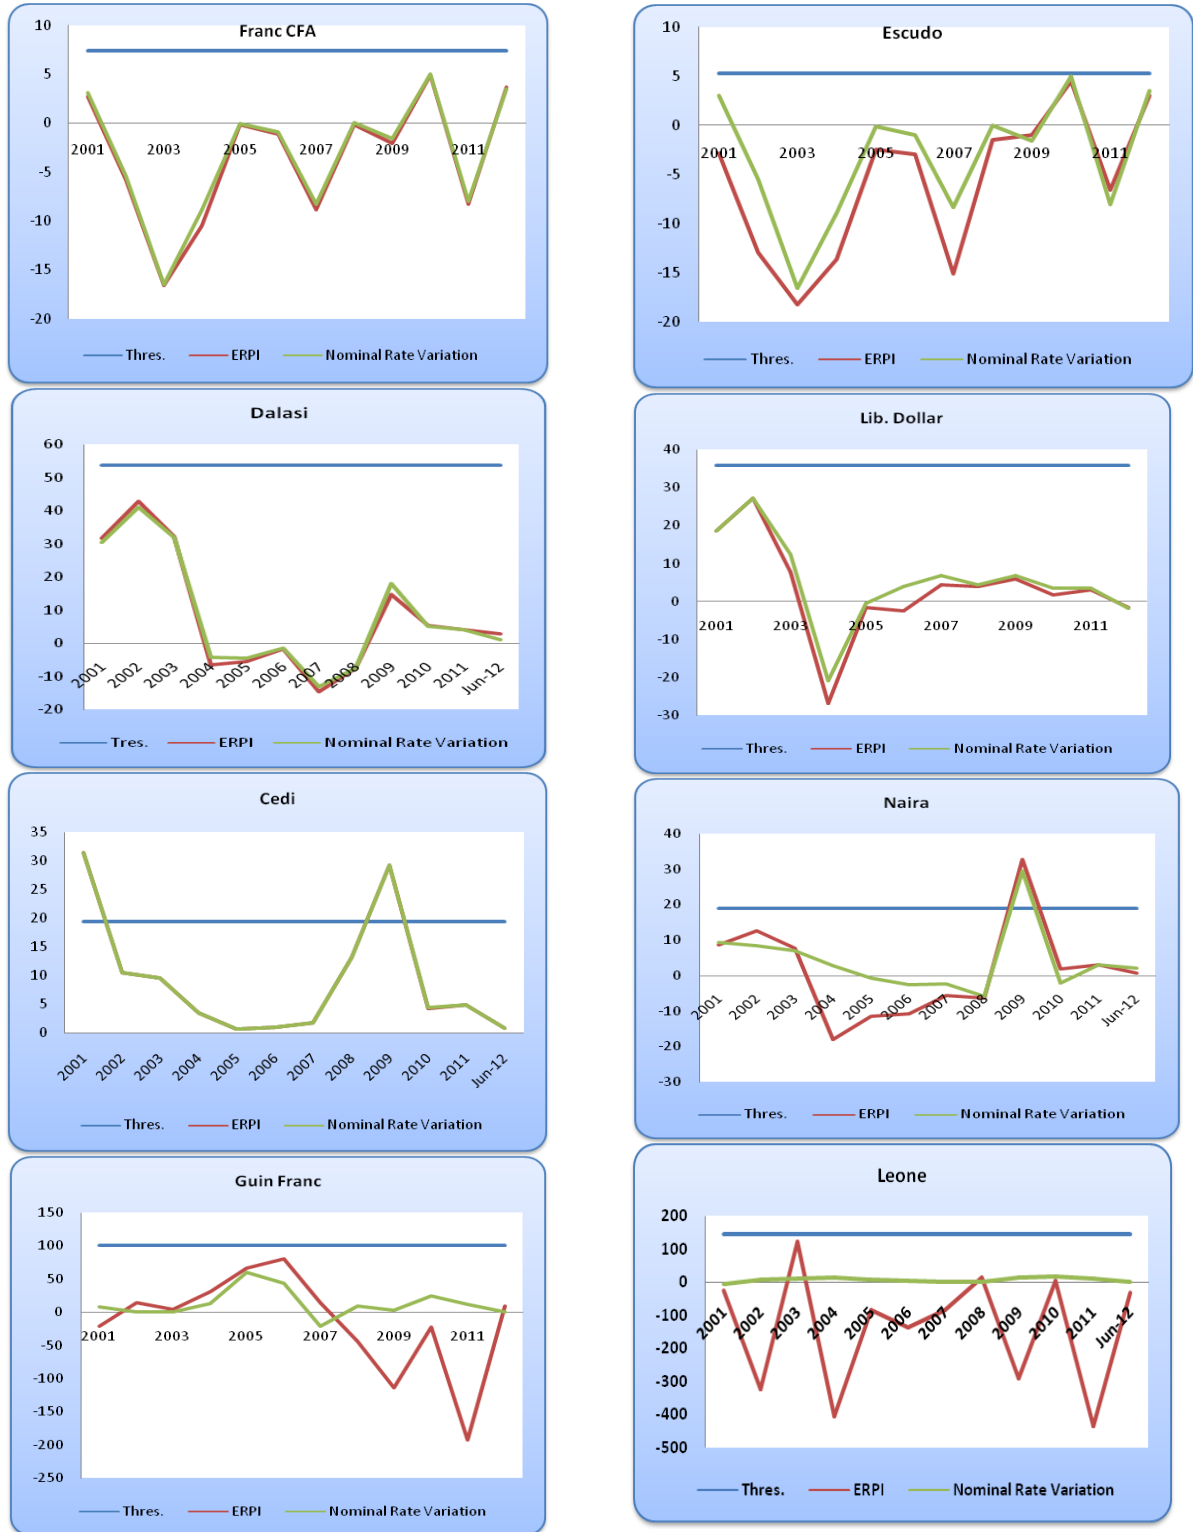 Franc CFA
10
5
0
-5
-10
-15
-20
2001 2003 2005 2007 2009 2011
Thres. ERPI Nominal Rate Variation
Escudo
10
5
0
-5
-10
-15
-20
2001 2003 2005 2007 2009 2011
Thres. ERPI Nominal Rate Variation
Dalasi
60
50
40
30
20
10
0
-10
-20
2001 2002 2003 2004 2005 2006 2007 2008 2009 2010 2011 Jun-12
Tres. ERPI Nominal Rate Variation
Lib. Dollar
40
30
20
10
0
-10
-20
-30
2001 2003 2005 2007 2009 2011
Thres. ERPI Nominal Rate Variation
Cedi
35
30
25
20
15
10
5
0
2001 2002 2003 2004 2005 2006 2007 2008 2009 2010 2011 Jun-12
Thres. ERPI Nominal Rate Variation
Naira
40
30
20
10
0
-10
-20
-30
2001 2002 2003 2004 2005 2006 2007 2008 2009 2010 2011 Jun-12
Thres. ERPI Nominal Rate Variation
Guin Franc
150
100
50
0
-50
-100
-150
-200
-250
2001 2003 2005 2007 2009 2011
Thres. ERPI Nominal Rate Variation
Leone
200
100
0
-100
-200
-300
-400
-500
2001 2002 2003 2004 2005 2006 2007 2008 2009 2010 2011 Jun-12
Thres. ERPI Nominal Rate Variation